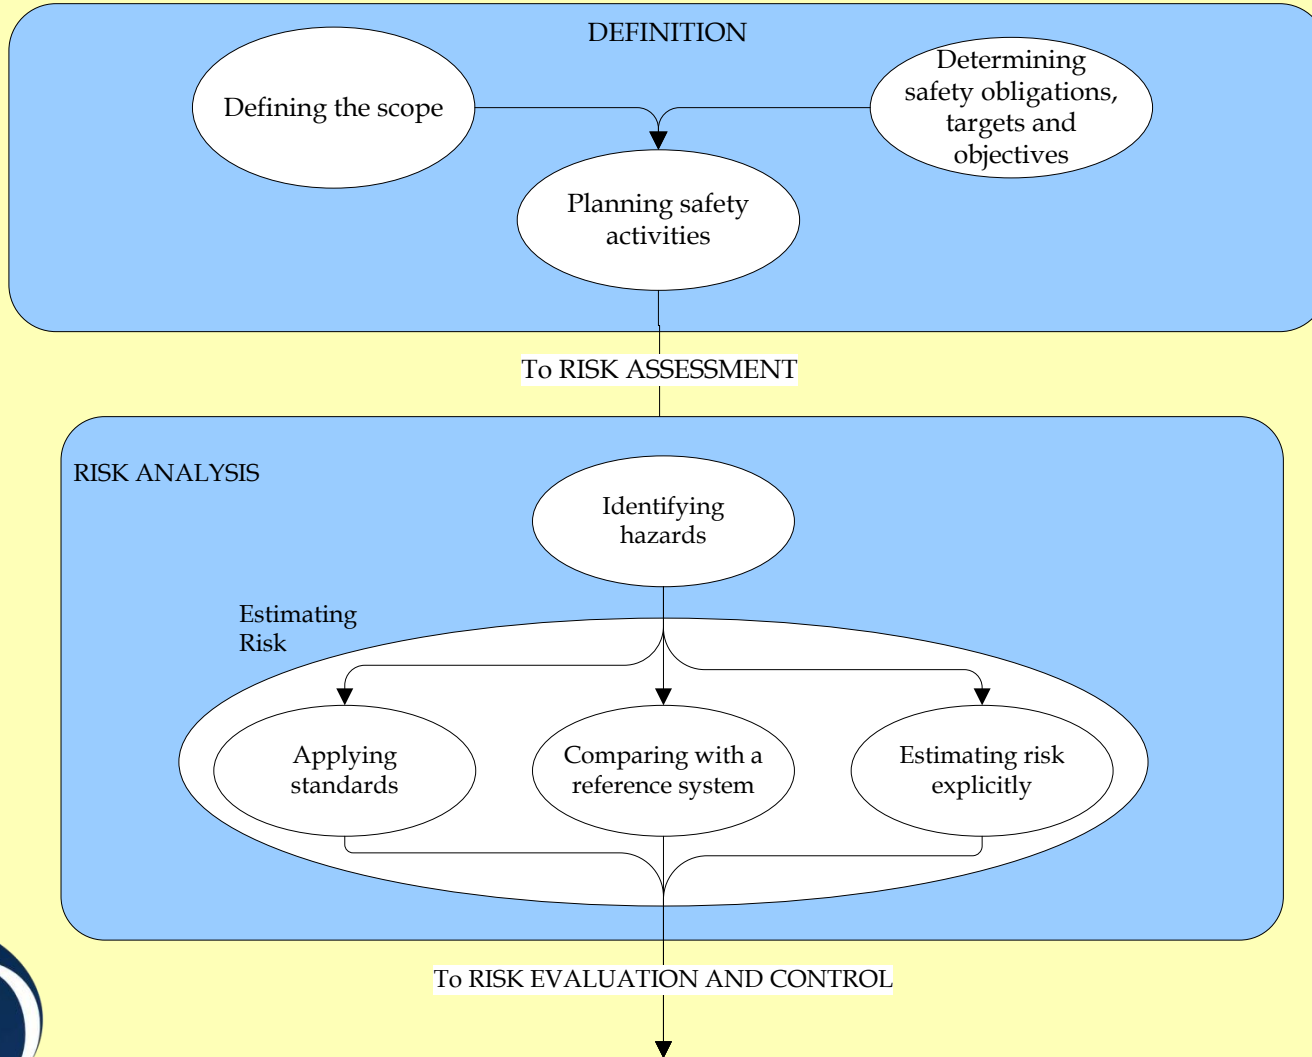 DEFINITION
Defining the scope
Determining
safety obligations,
targets and
objectives
Planning safety
activities
To RISK ASSESSMENT
RISK ANALYSIS
Identifying
hazards
Estimating
Risk
Applying
standards
Comparing with a
reference system
Estimating risk
explicitly
To RISK EVALUATION AND CONTROL